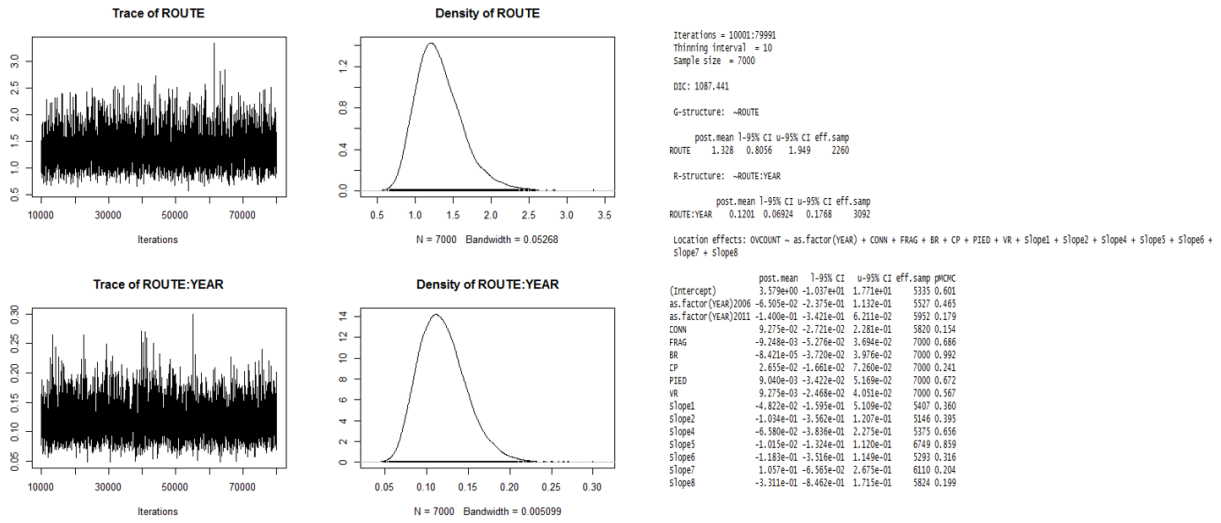 Trace of ROUTE
0.5 1.0 1.5 2.0 2.5 3.0
10000 30000 50000 70000
Iterations
Density of ROUTE
0.0 0.4 0.8 1.2
0.5 1.0 1.5 2.0 2.5 3.0 3.5
N = 7000 Bandwidth = 0.05268
Trace of ROUTE:YEAR
0.05 0.10 0.15 0.20 0.25 0.30
10000 30000 50000 70000
Iterations
Density of ROUTE:YEAR
0 2 4 6 8 10 12 14
0.05 0.10 0.15 0.20 0.25 0.30
N = 7000 Bandwidth = 0.005099
Iterations = 10001:79991
Thinning interval = 10
Sample size = 7000
DIC: 1087.441
G-structure: ~ROUTE
post.mean l-95% CI u-95% CI eff.samp
ROUTE 1.328 0.8056 1.949 2260
R-structure: ~ROUTE:YEAR
post.mean l-95% CI u-95% CI eff.samp
ROUTE:YEAR 0.1201 0.06924 0.1768 3092
Location effects: OVCOUNT ~ as.factor(YEAR) + CONN + FRAG + BR + CP + PIED + VR + Slope1 + Slope2 + Slope4 + Slope5 + Slope6 +
Slope7 + Slope8
post.mean l-95% CI u-95% CI eff.samp pMCMC
(Intercept) 3.579e+00 -1.037e+01 1.771e+01 5335 0.601
as.factor(YEAR)2006 -6.505e-02 -2.375e-01 1.132e-01 5527 0.465
as.factor(YEAR)2011 -1.400e-01 -3.421e-01 6.211e-02 5952 0.179
CONN 9.275e-02 -2.721e-02 2.281e-01 5820 0.154
FRAG -9.248e-03 -5.276e-02 3.694e-02 7000 0.686
BR -8.421e-05 -3.720e-02 3.976e-02 7000 0.992
CP 2.655e-02 -1.661e-02 7.260e-02 7000 0.241
PIED 9.040e-03 -3.422e-02 5.169e-02 7000 0.672
VR 9.275e-03 -2.468e-02 4.051e-02 7000 0.567
Slope1 -4.822e-02 -1.595e-01 5.109e-02 5407 0.360
Slope2 -1.034e-01 -3.562e-01 1.207e-01 5146 0.395
Slope4 -6.580e-02 -3.836e-01 2.275e-01 5375 0.656
Slope5 -1.015e-02 -1.324e-01 1.120e-01 6749 0.859
Slope6 -1.183e-01 -3.516e-01 1.149e-01 5293 0.316
Slope7 1.057e-01 -6.565e-02 2.675e-01 6110 0.204
Slope8 -3.311e-01 -8.462e-01 1.715e-01 5824 0.199